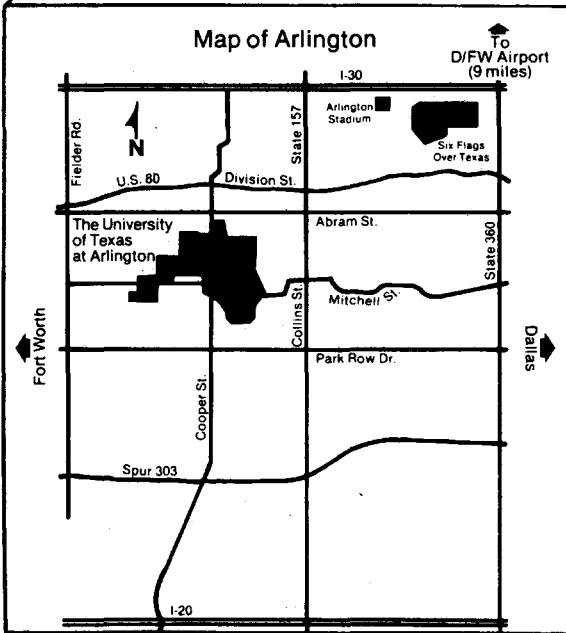 Map of Arlington
To
D/FW Airport
(9 miles)
I-30
Arlington
Stadium
Six Flags
Over Texas
Fielder Rd.
N
State 157
U.S. 80
Division St.
The University
of Texas
at Arlington
Abram St.
State 360
Collins St.
Mitchell St.
Fort Worth
Dallas
Park Row Dr.
Cooper St.
Spur 303
I-20